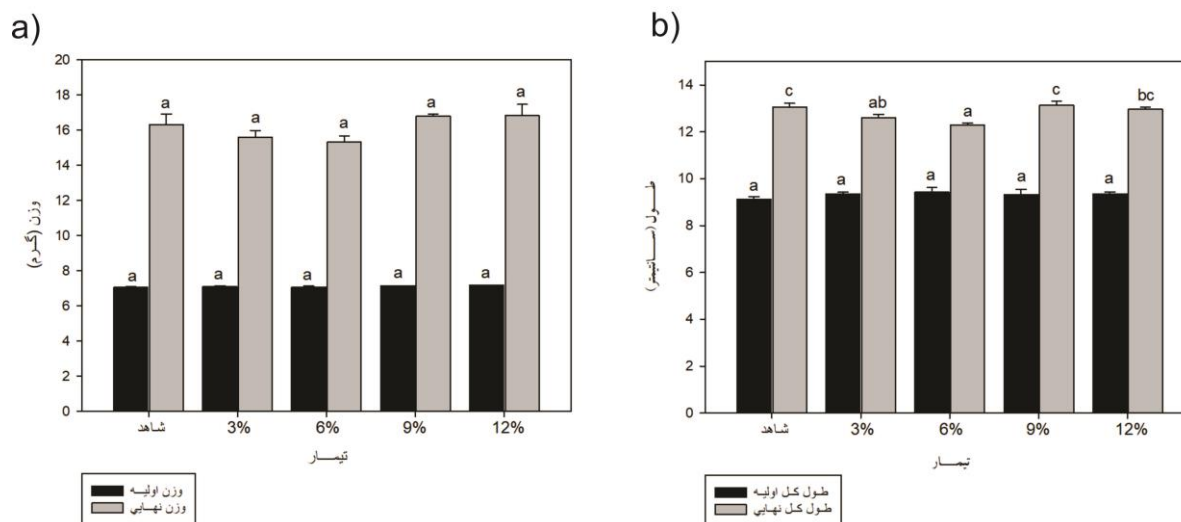 a)
20
18
16
14
12
10
8
6
4
2
0
وزن (گرم)
a
a
a
a
a
a
a
a
a
a
شاهد
3%
6%
9%
12%
تیمار
وزن اولیه
وزن نهایي
b)
14
12
10
8
6
4
2
0
طول (سانتیمتر)
c
ab
a
c
bc
a
a
a
a
a
شاهد
3%
6%
9%
12%
تیمار
طول کل اولیه
طول کل نهایي